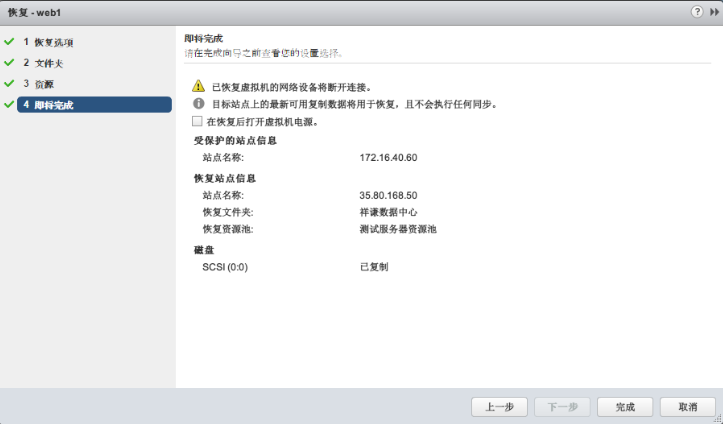 恢复 - web1
1 恢复选项
2 文件夹
3 资源
4 即将完成
即将完成
请在完成向导之前查看您的设置选择。
已恢复虚拟机的网络设备将断开连接。
目标站点上的最新可用复制数据将用于恢复，且不会执行任何同步。
在恢复后打开虚拟机电源。
受保护的站点信息
站点名称: 172.16.40.60
恢复站点信息
站点名称: 35.80.168.50
恢复文件夹: 祥谦数据中心
恢复资源池: 测试服务器资源池
磁盘
SCSI (0:0) 已复制
上一步 下一步 完成 取消